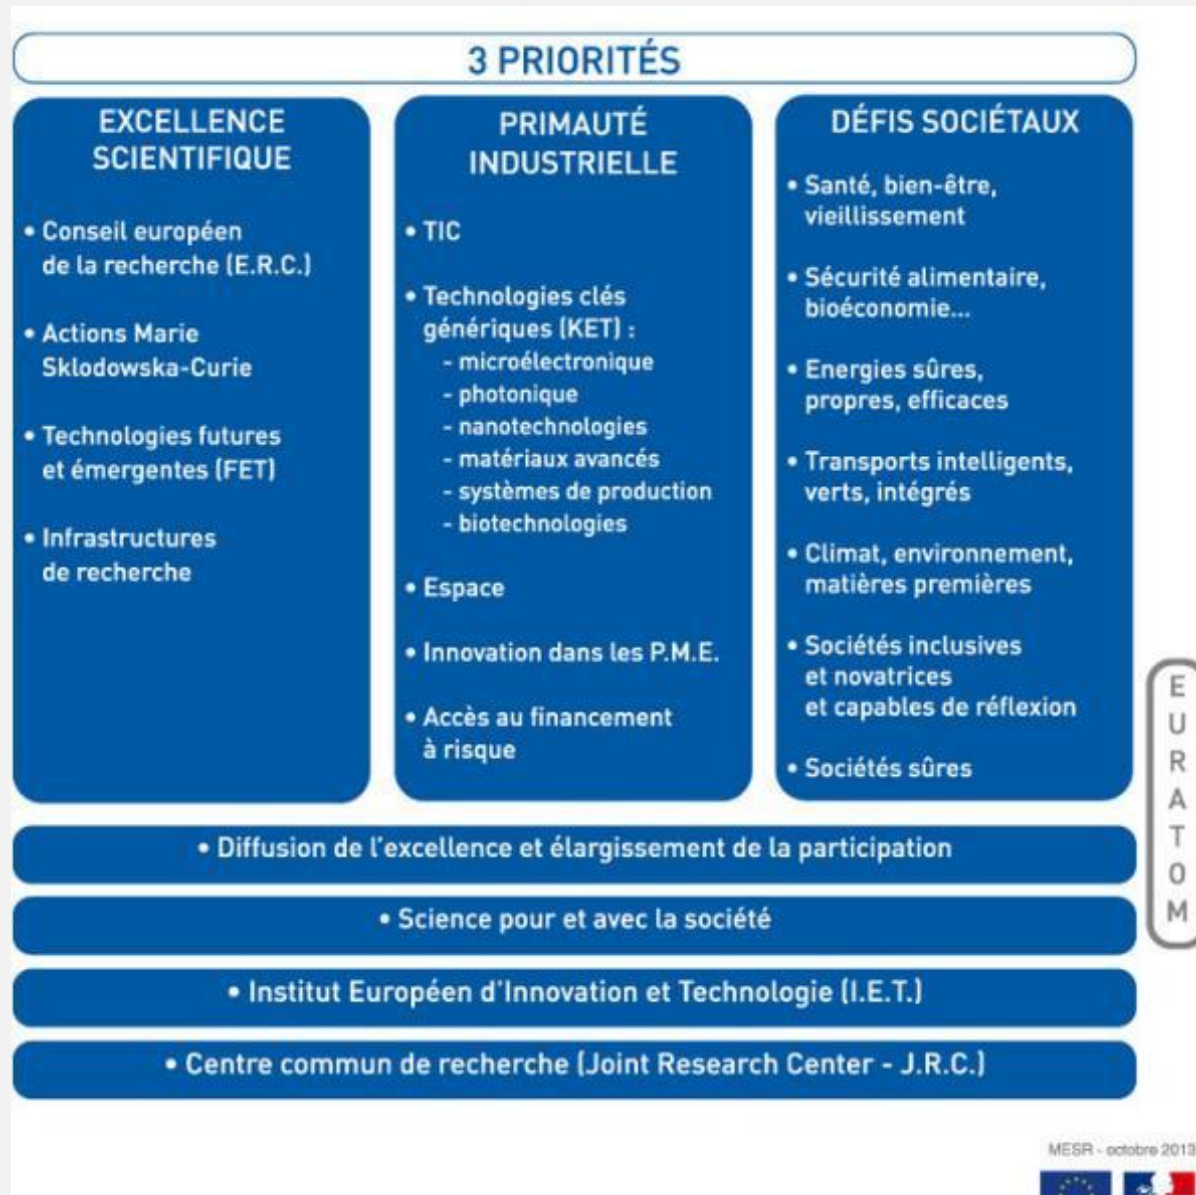 3 PRIORITÉS
EXCELLENCE
SCIENTIFIQUE
• Conseil européen
de la recherche (E.R.C.)
• Actions Marie
Sklodowska-Curie
• Technologies futures
et émergentes (FET)
• Infrastructures
de recherche
PRIMAUTÉ
INDUSTRIELLE
• TIC
• Technologies clés
génériques (KET) :
- microélectronique
- photonique
- nanotechnologies
- matériaux avancés
- systèmes de production
- biotechnologies
• Espace
• Innovation dans les P.M.E.
• Accès au financement
à risque
DÉFIS SOCIÉTAUX
• Santé, bien-être,
vieillissement
• Sécurité alimentaire,
bioéconomie...
• Energies sûres,
propres, efficaces
• Transports intelligents,
verts, intégrés
• Climat, environnement,
matières premières
• Sociétés inclusives
et novatrices
et capables de réflexion
• Sociétés sûres
EURATOM
• Diffusion de l'excellence et élargissement de la participation
• Science pour et avec la société
• Institut Européen d'Innovation et Technologie (I.E.T.)
• Centre commun de recherche (Joint Research Center - J.R.C.)
MESR - octobre 2013